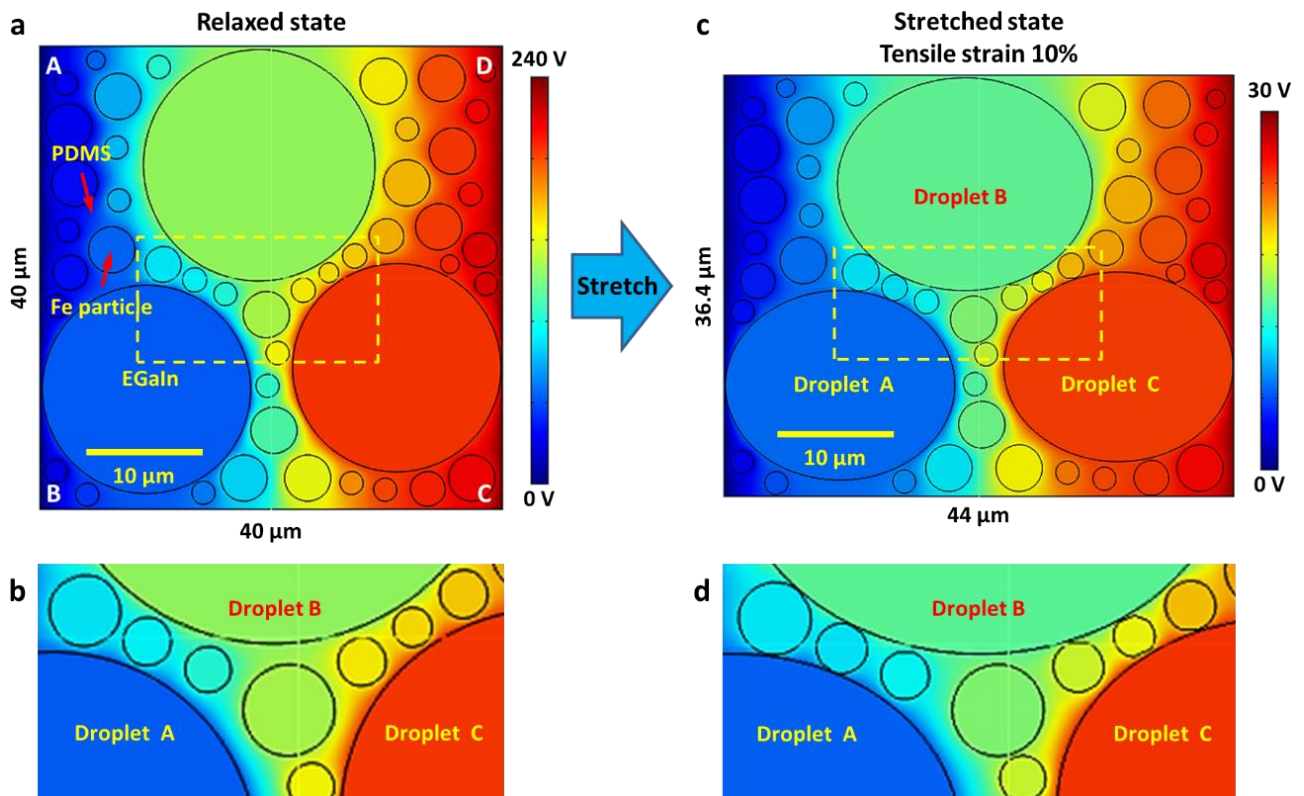 a
Relaxed state
A
D
PDMS
Fe particle
EGaIn
10 µm
B
C
40 µm
40 µm
240 V
0 V
Stretch
c
Stretched state
Tensile strain 10%
Droplet B
Droplet A
Droplet C
10 µm
36.4 µm
44 µm
30 V
0 V
b
Droplet B
Droplet A
Droplet C
d
Droplet B
Droplet A
Droplet C